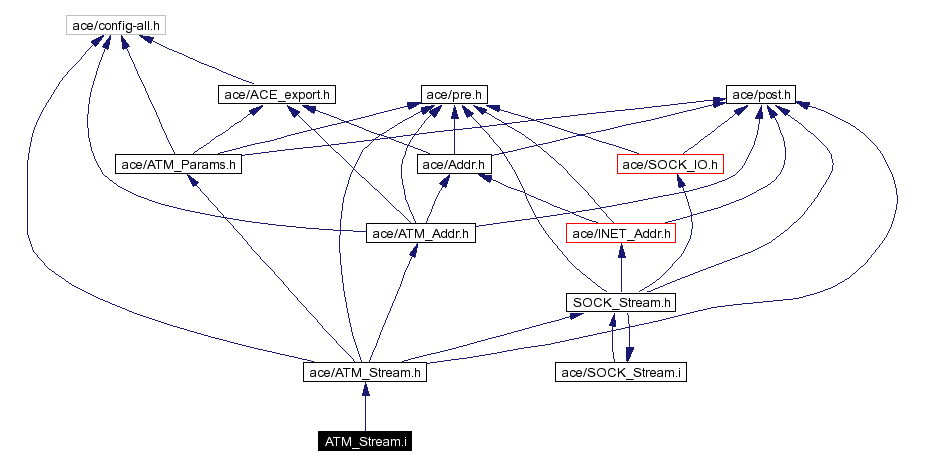 ace/config-all.h
ace/ACE_export.h
ace/pre.h
ace/post.h
ace/ATM_Params.h
ace/Addr.h
ace/SOCK_IO.h
ace/ATM_Addr.h
ace/INET_Addr.h
SOCK_Stream.h
ace/ATM_Stream.h
ace/SOCK_Stream.i
ATM_Stream.i